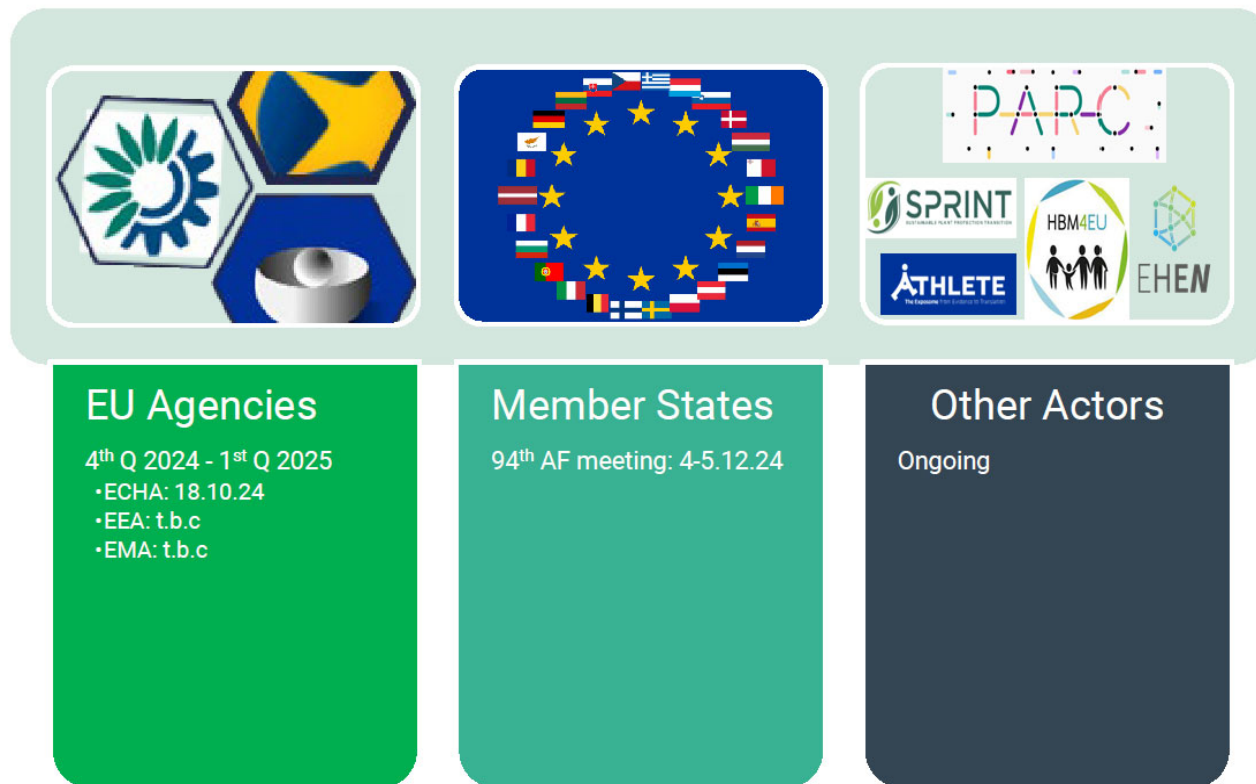 PARC
SPRINT
SUSTAINABLE PLANT PROTECTION TRANSITION
HBM4EU
EHEN
ATHLETE
The Exposome From Evidence to Translation
EU Agencies
4th Q 2024 - 1st Q 2025
•ECHA: 18.10.24
•EEA: t.b.c
•EMA: t.b.c
Member States
94th AF meeting: 4-5.12.24
Other Actors
Ongoing